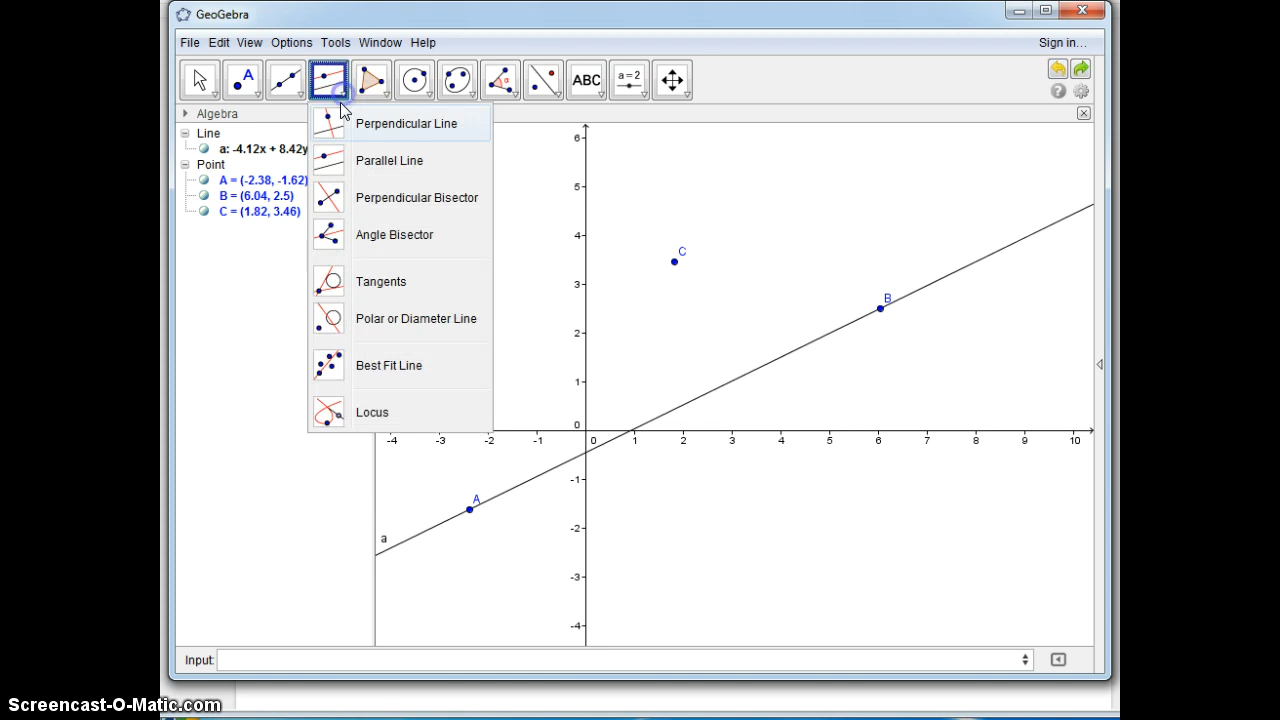 GeoGebra
File Edit View Options Tools Window Help Sign in...
A ABC a = 2
Algebra
Line
a: -4.12x + 8.42y
Point
A = (-2.38, -1.62)
B = (6.04, 2.5)
C = (1.82, 3.46)
Perpendicular Line
Parallel Line
Perpendicular Bisector
Angle Bisector
Tangents
Polar or Diameter Line
Best Fit Line
Locus
6
5
4
3
2
1
0
-1
-2
-3
-4
-4 -3 -2 -1 0 1 2 3 4 5 6 7 8 9 10
C
B
A
a
Input:
Screencast-O-Matic.com